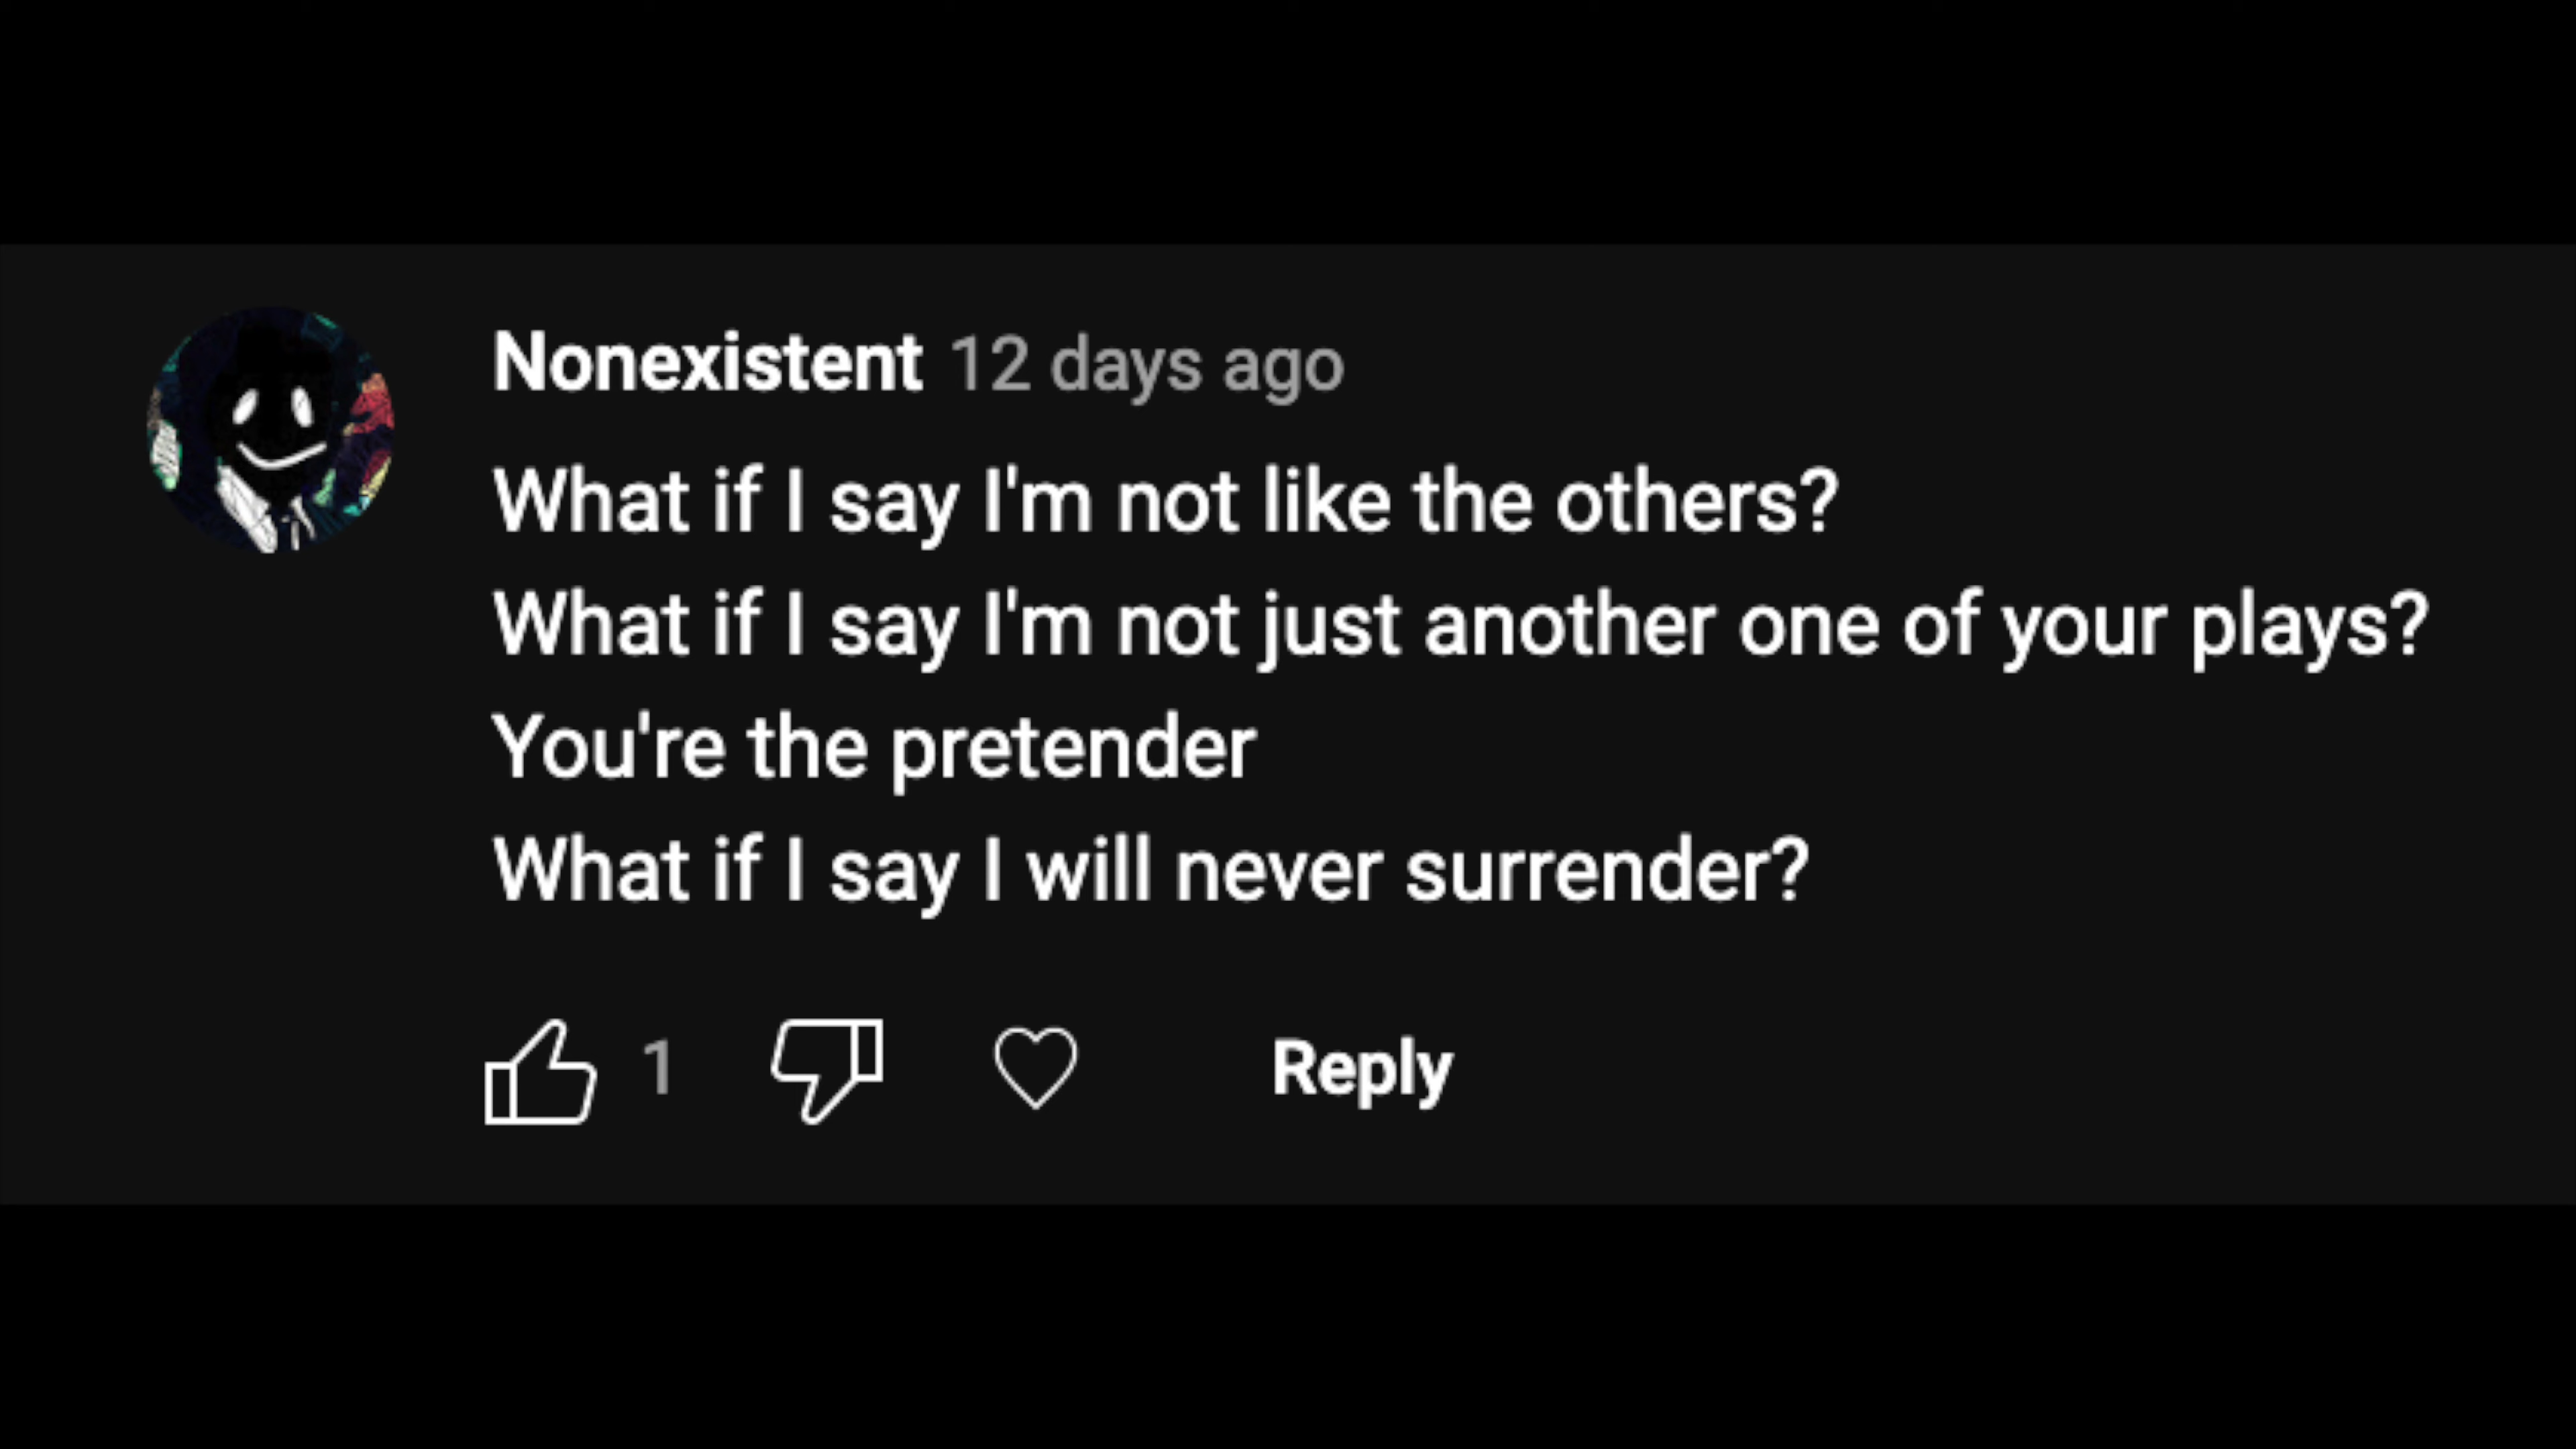 Nonexistent 12 days ago
What if I say I'm not like the others?
What if I say I'm not just another one of your plays?
You're the pretender
What if I say I will never surrender?
1 Reply